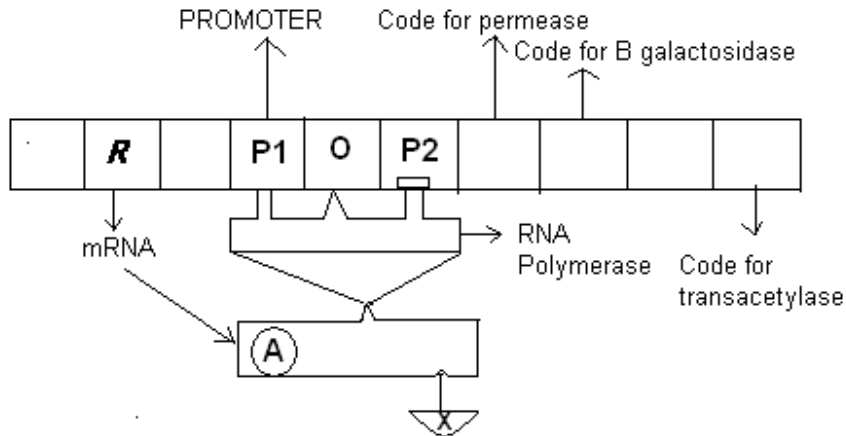 PROMOTER
Code for permease
Code for B galactosidase
R
P1
O
P2
mRNA
RNA
Polymerase
Code for
transacetylase
A
X